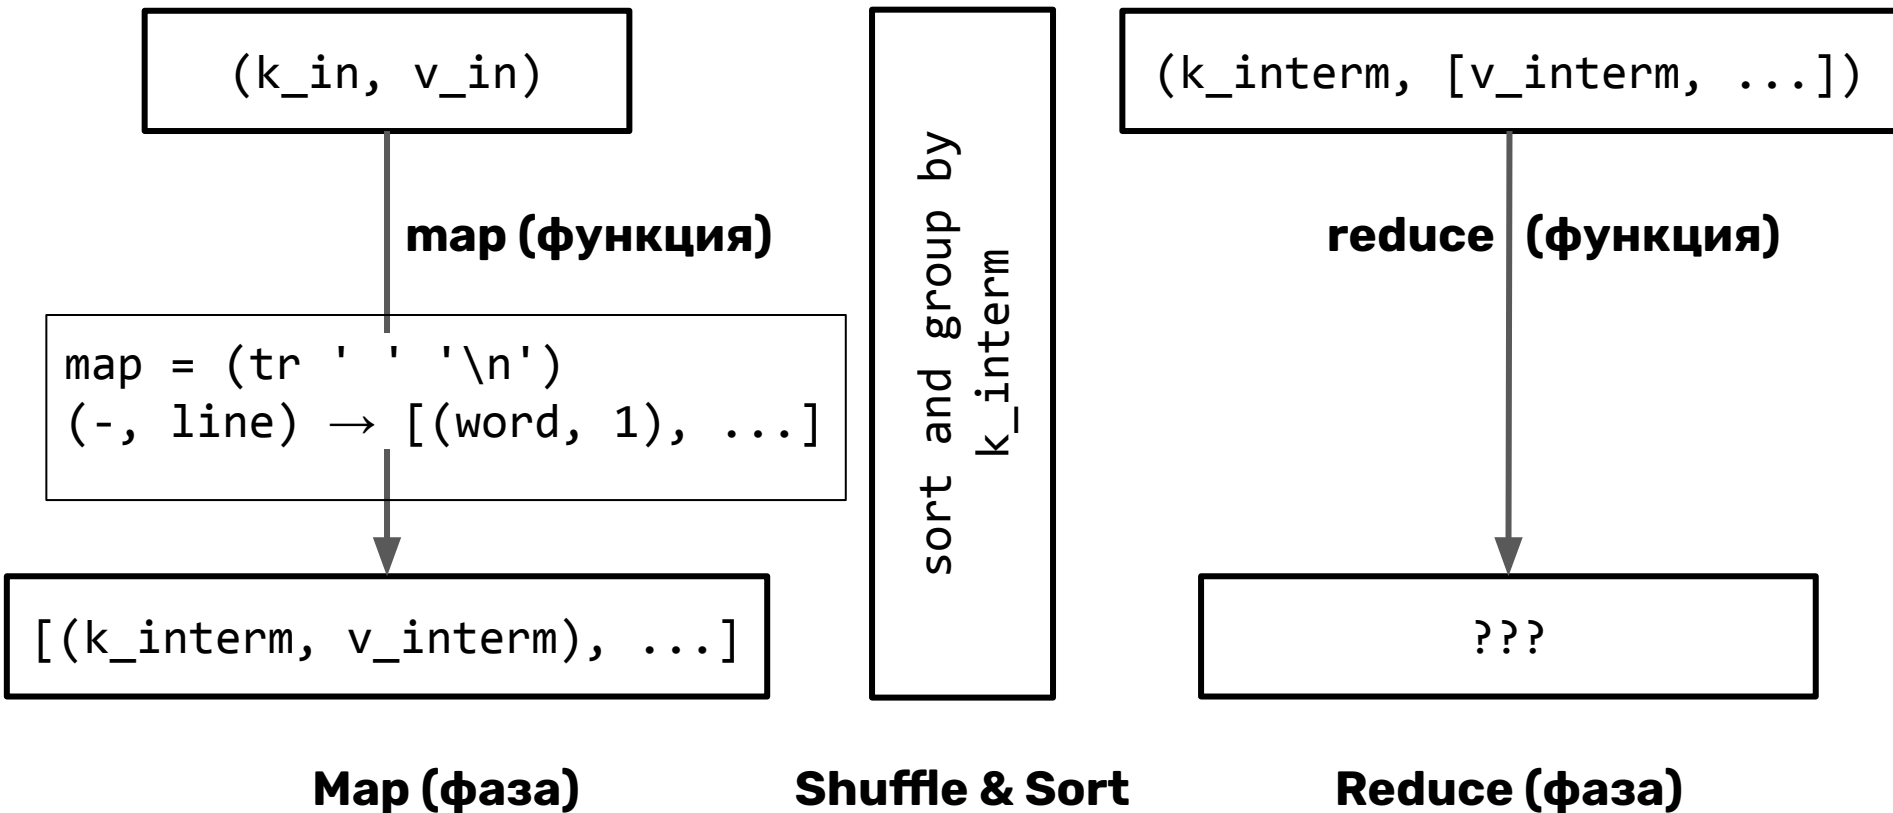 (k_in, v_in)
map (функция)
map = (tr ' ' '\n')
(-, line) → [(word, 1), ...]
[(k_interm, v_interm), ...]
Map (фаза)
sort and group by
k_interm
Shuffle & Sort
(k_interm, [v_interm, ...])
reduce (функция)
???
Reduce (фаза)